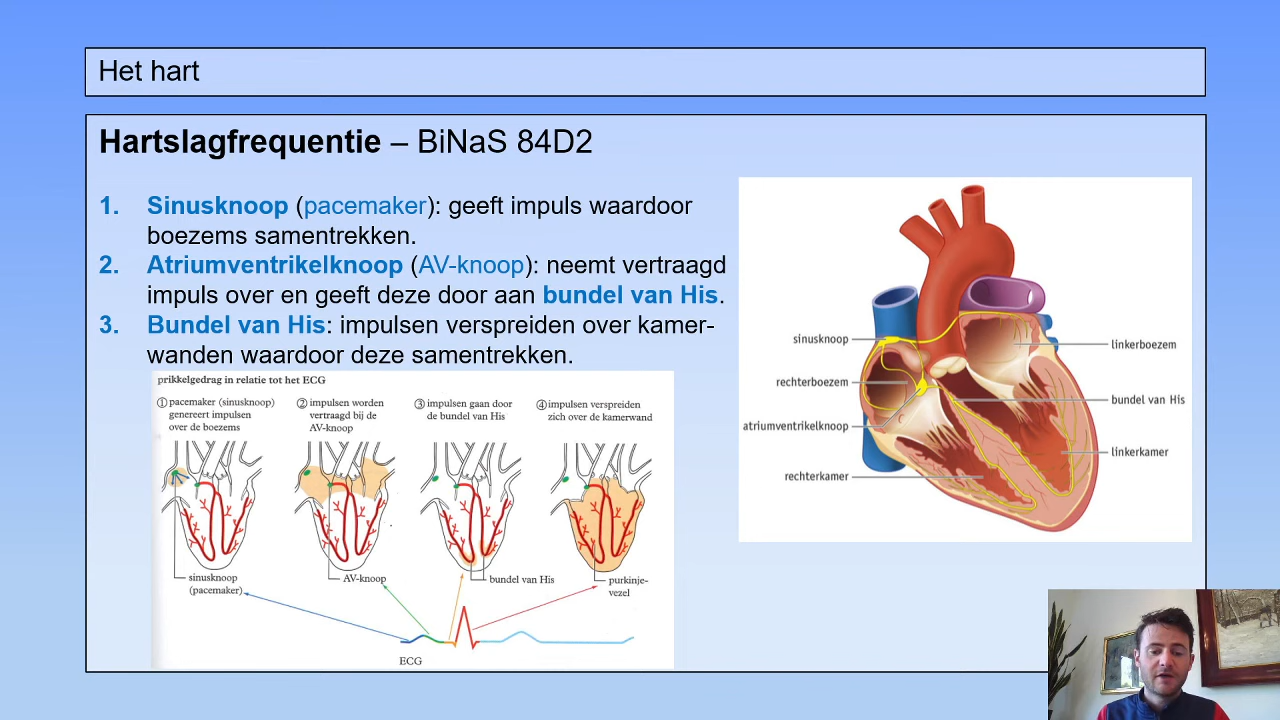 Het hart
Hartslagfrequentie – BiNaS 84D2
1. Sinusknoop (pacemaker): geeft impuls waardoor
boezems samentrekken.
2. Atriumventrikelknoop (AV-knoop): neemt vertraagd
impuls over en geeft deze door aan bundel van His.
3. Bundel van His: impulsen verspreiden over kamer-
wanden waardoor deze samentrekken.
prikkelgedrag in relatie tot het ECG
① pacemaker (sinusknoop)
genereert impulsen
over de boezems
② impulsen worden
vertraagd bij de
AV-knoop
③ impulsen gaan door
de bundel van His
④ impulsen verspreiden
zich over de kamerwand
sinusknoop
(pacemaker)
AV-knoop
bundel van His
purkinje-
vezel
ECG
sinusknoop
rechterboezem
atriumventrikelknoop
rechterkamer
linkerboezem
bundel van His
linkerkamer